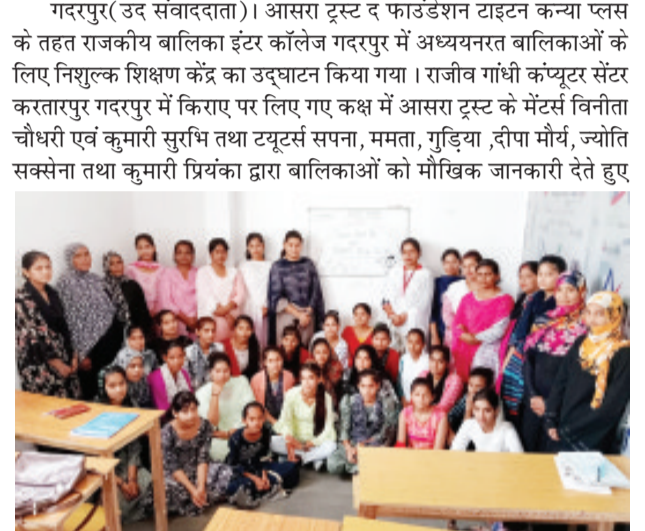 गदरपुर(उद संवाददाता)। आसरा ट्रस्ट द फाउंडेशन टाइटन कन्या प्लस
के तहत राजकीय बालिका इंटर कॉलेज गदरपुर में अध्ययनरत बालिकाओं के
लिए निशुल्क शिक्षण केंद्र का उद्घाटन किया गया। राजीव गांधी कंप्यूटर सेंटर
करतारपुर गदरपुर में किराए पर लिए गए कक्ष में आसरा ट्रस्ट के मेंटर्स विनीता
चौधरी एवं कुमारी सुरभि तथा टयूटर्स सपना, ममता, गुड़िया ,दीपा मौर्य, ज्योति
सक्सेना तथा कुमारी प्रियंका द्वारा बालिकाओं को मौखिक जानकारी देते हुए